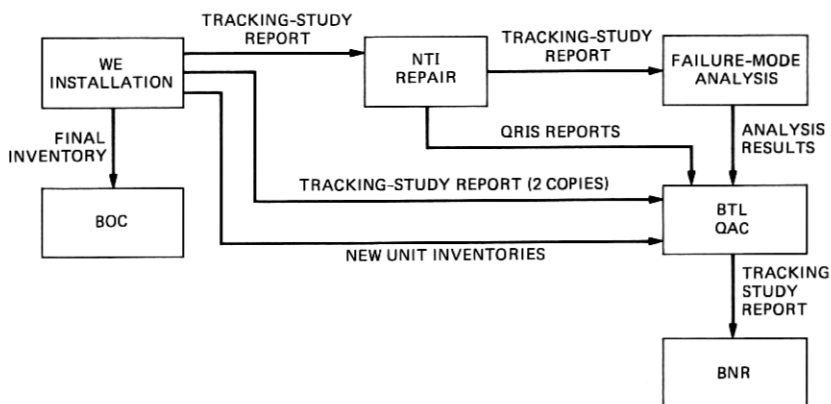 TRACKING-STUDY
REPORT
WE
INSTALLATION
NTI
REPAIR
TRACKING-STUDY
REPORT
FAILURE-MODE
ANALYSIS
FINAL
INVENTORY
QRIS REPORTS
ANALYSIS
RESULTS
BOC
TRACKING-STUDY REPORT (2 COPIES)
BTL
QAC
NEW UNIT INVENTORIES
TRACKING
STUDY
REPORT
BNR